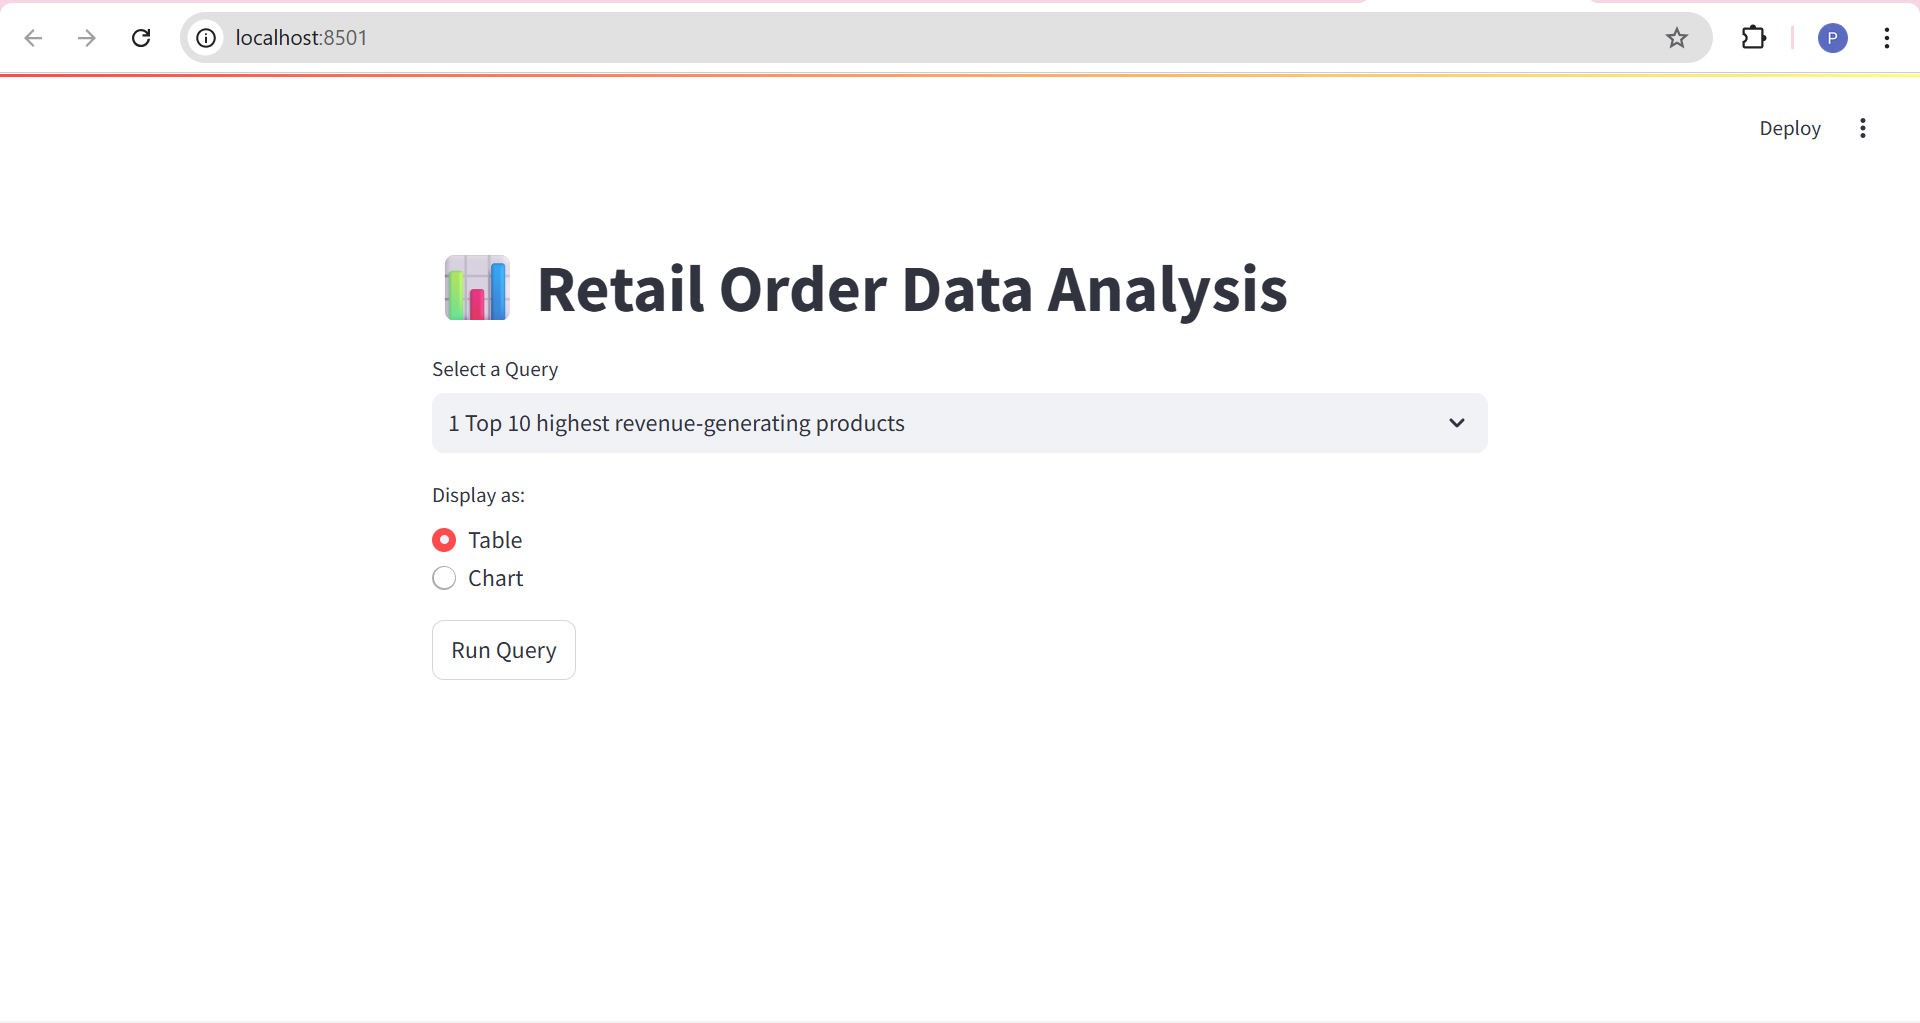 localhost:8501
P
Deploy
Retail Order Data Analysis
Select a Query
1 Top 10 highest revenue-generating products
Display as:
Table
Chart
Run Query